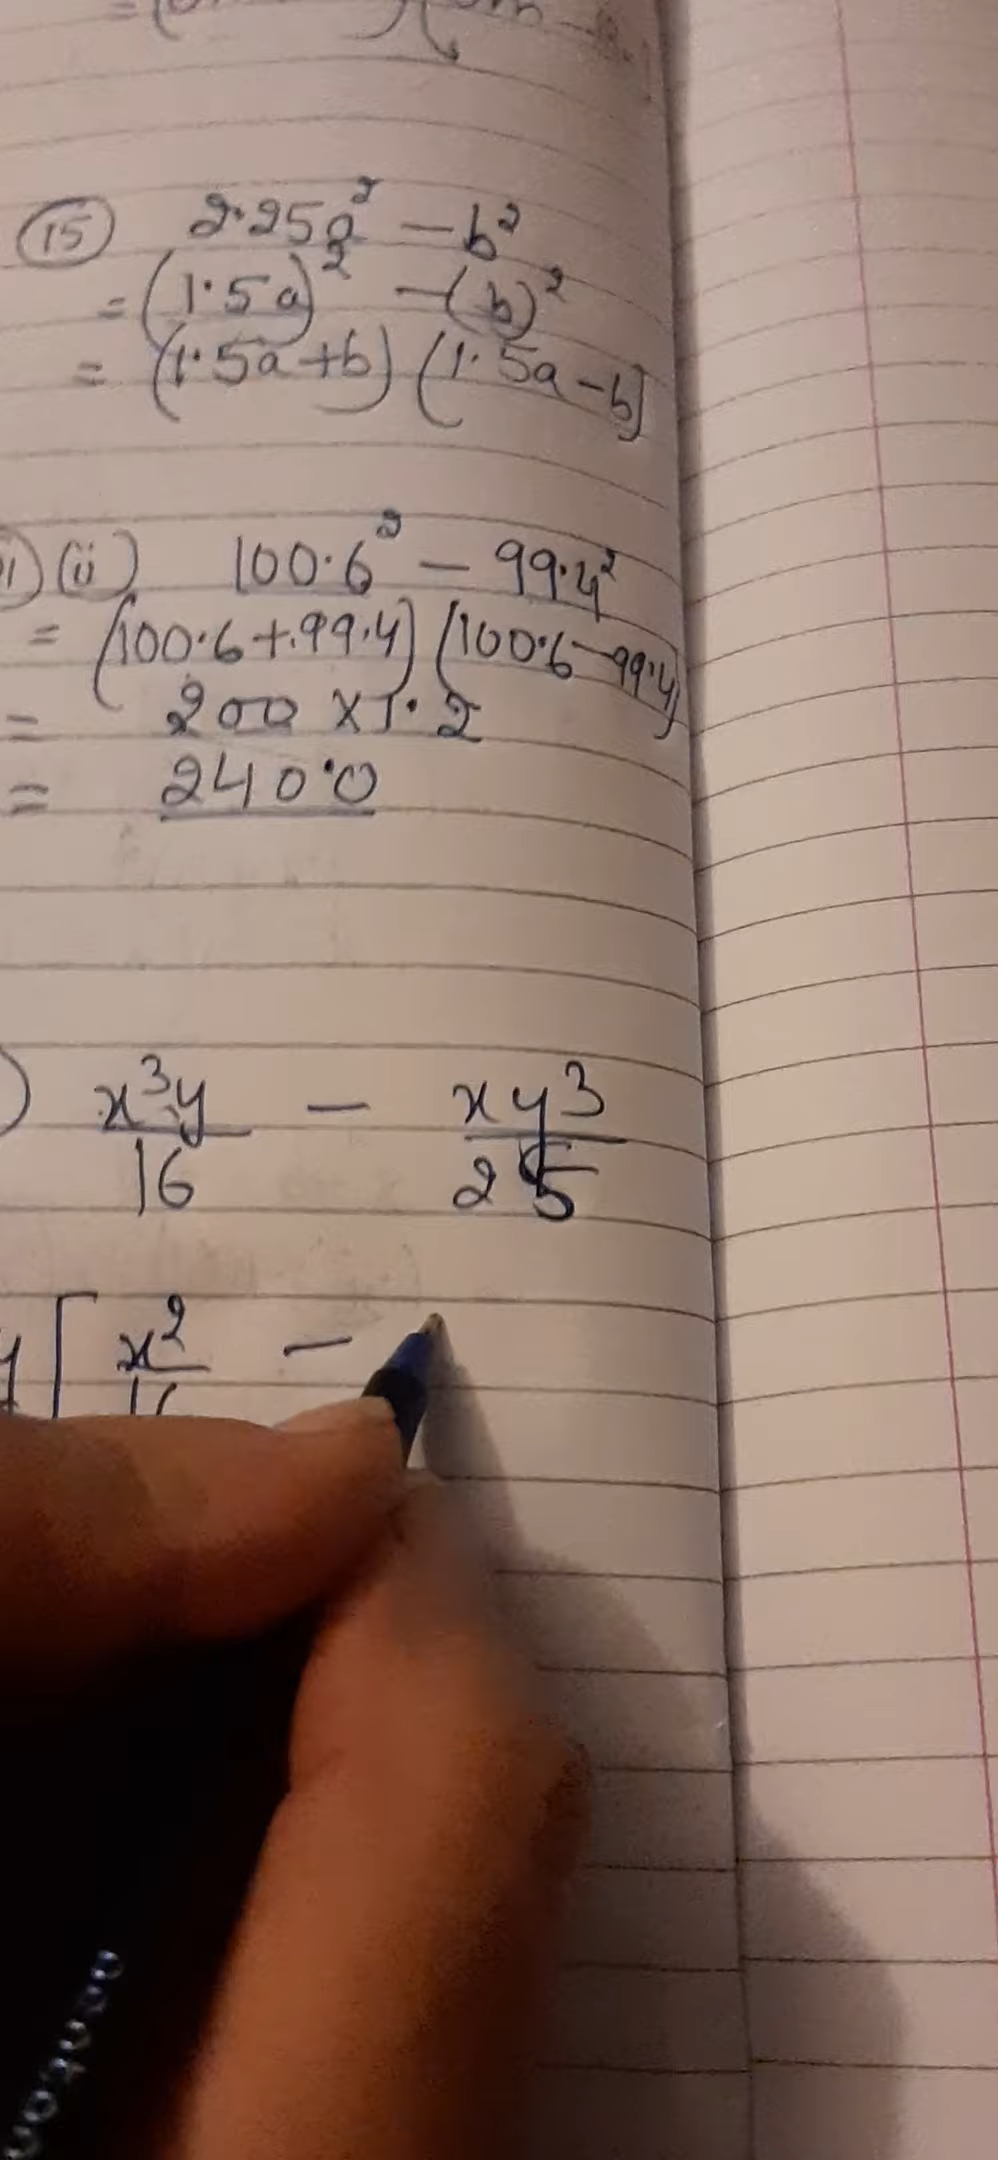 (15) 2.25a² - b²
= (1.5a)² - (b)²
= (1.5a+b) (1.5a-b)
(ii) 100.6² - 99.4²
= (100.6+99.4) (100.6-99.4)
= 200 x 1.2
= 240.0
) x³y/16 - xy³/25
y [ x²/16 -